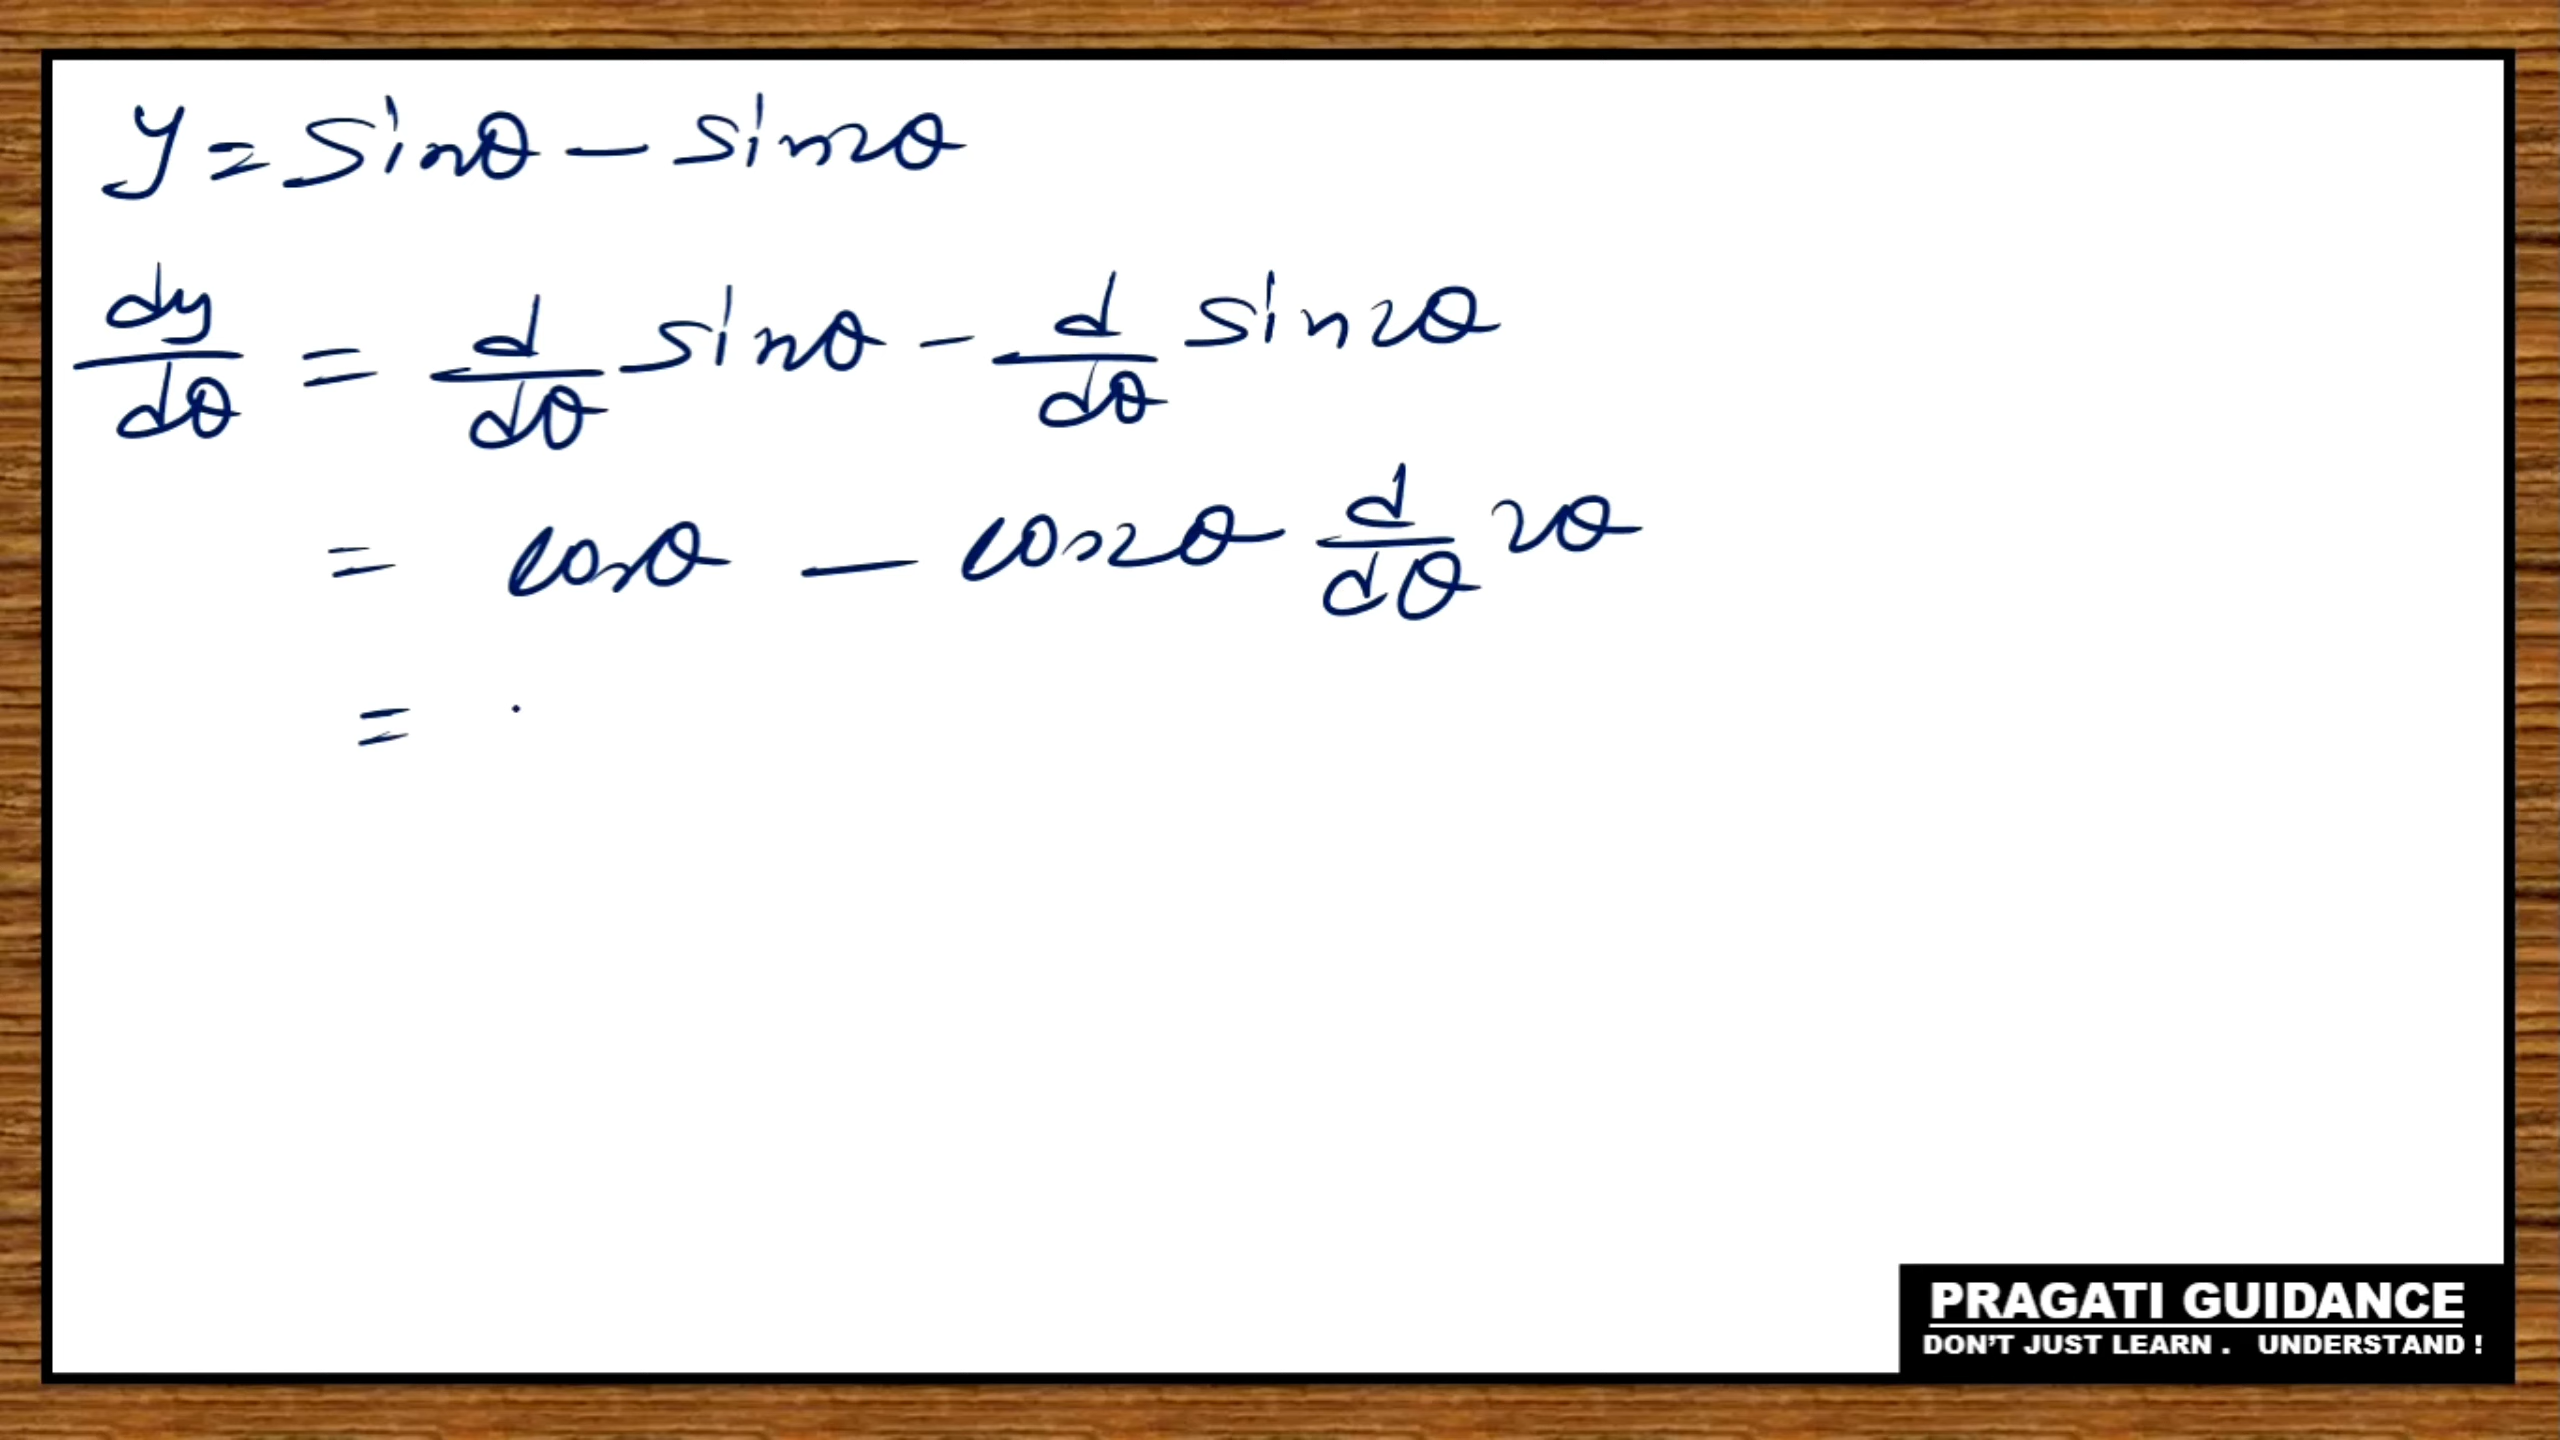 y = sinθ − sin2θ
dy/dθ = d/dθ sinθ − d/dθ sin2θ
= cosθ − cos2θ d/dθ 2θ
=
PRAGATI GUIDANCE
DON'T JUST LEARN . UNDERSTAND !